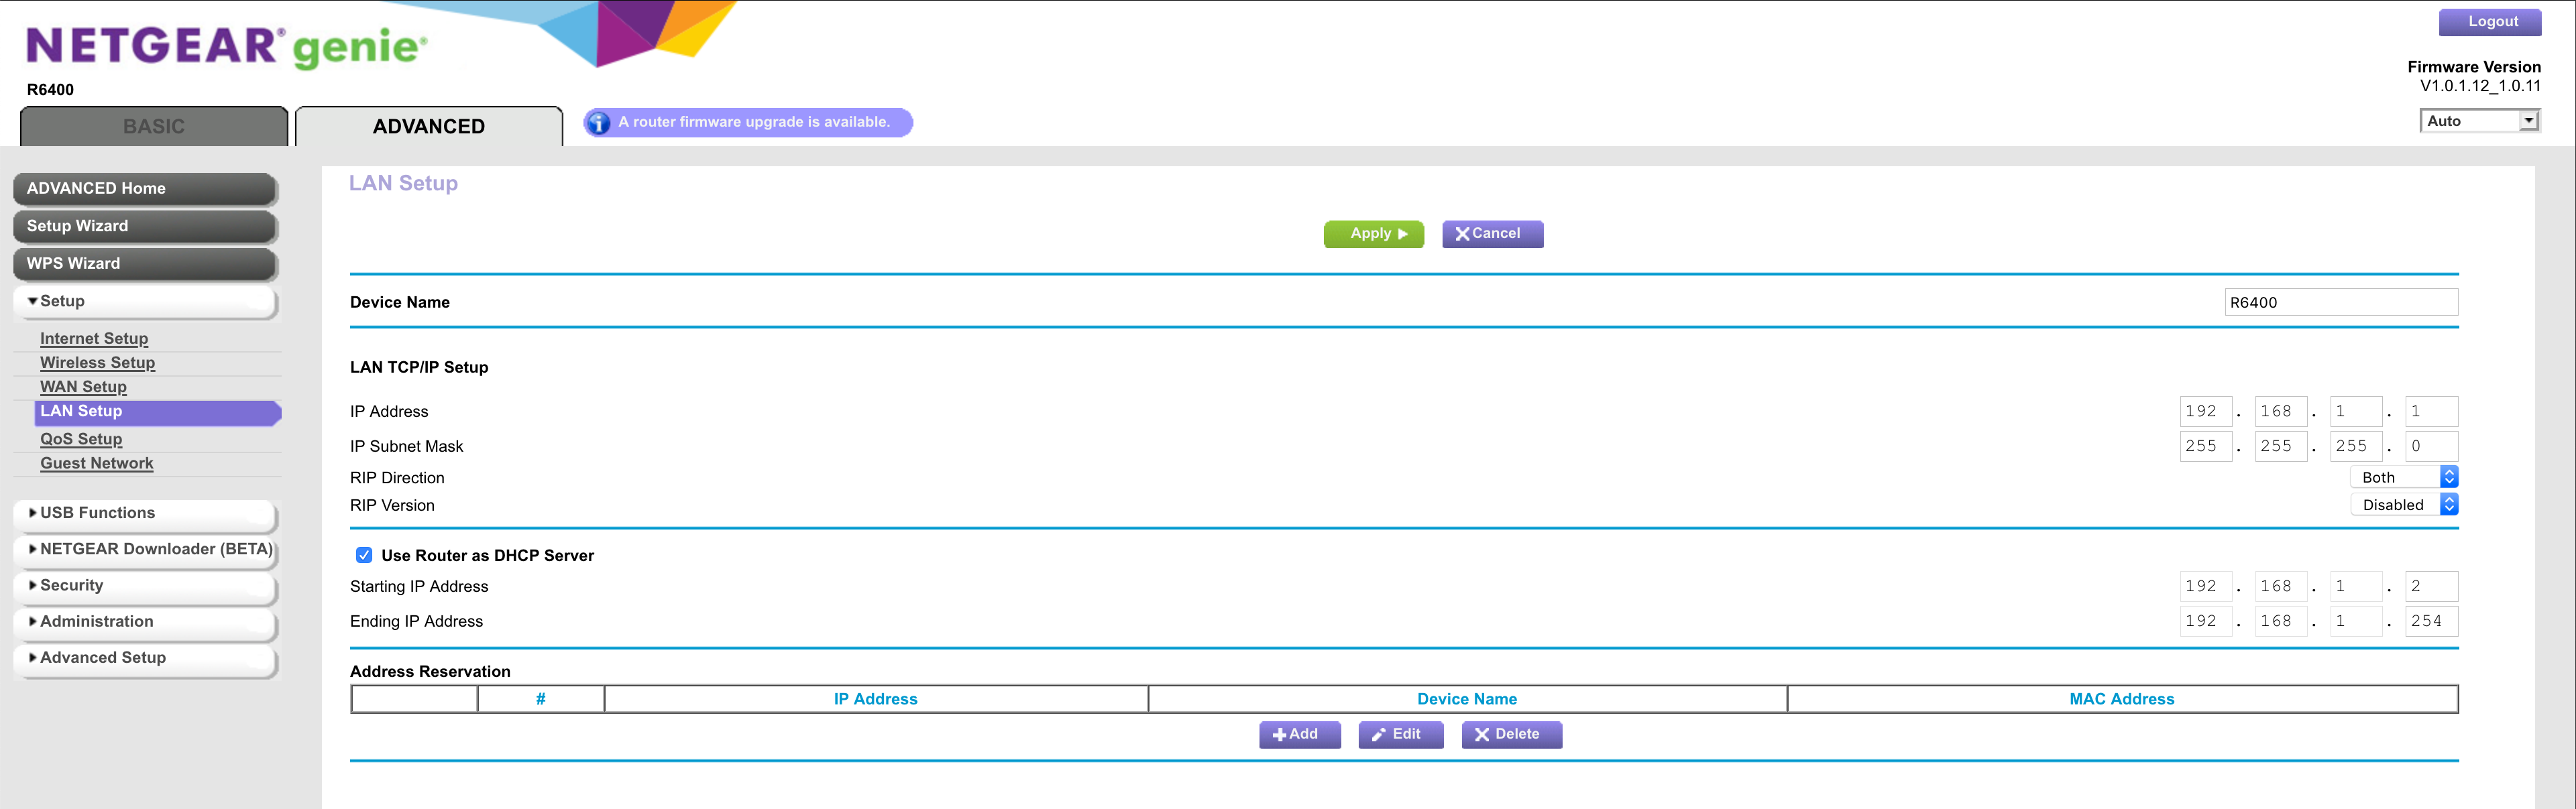 NETGEAR® genie®
Logout
Firmware Version
V1.0.1.12_1.0.11
R6400
BASIC
ADVANCED
A router firmware upgrade is available.
Auto
ADVANCED Home
Setup Wizard
WPS Wizard
Setup
Internet Setup
Wireless Setup
WAN Setup
LAN Setup
QoS Setup
Guest Network
USB Functions
NETGEAR Downloader (BETA)
Security
Administration
Advanced Setup
LAN Setup
Apply
Cancel
Device Name R6400
LAN TCP/IP Setup
IP Address 192 . 168 . 1 . 1
IP Subnet Mask 255 . 255 . 255 . 0
RIP Direction Both
RIP Version Disabled
Use Router as DHCP Server
Starting IP Address 192 . 168 . 1 . 2
Ending IP Address 192 . 168 . 1 . 254
Address Reservation
# IP Address Device Name MAC Address
Add Edit Delete